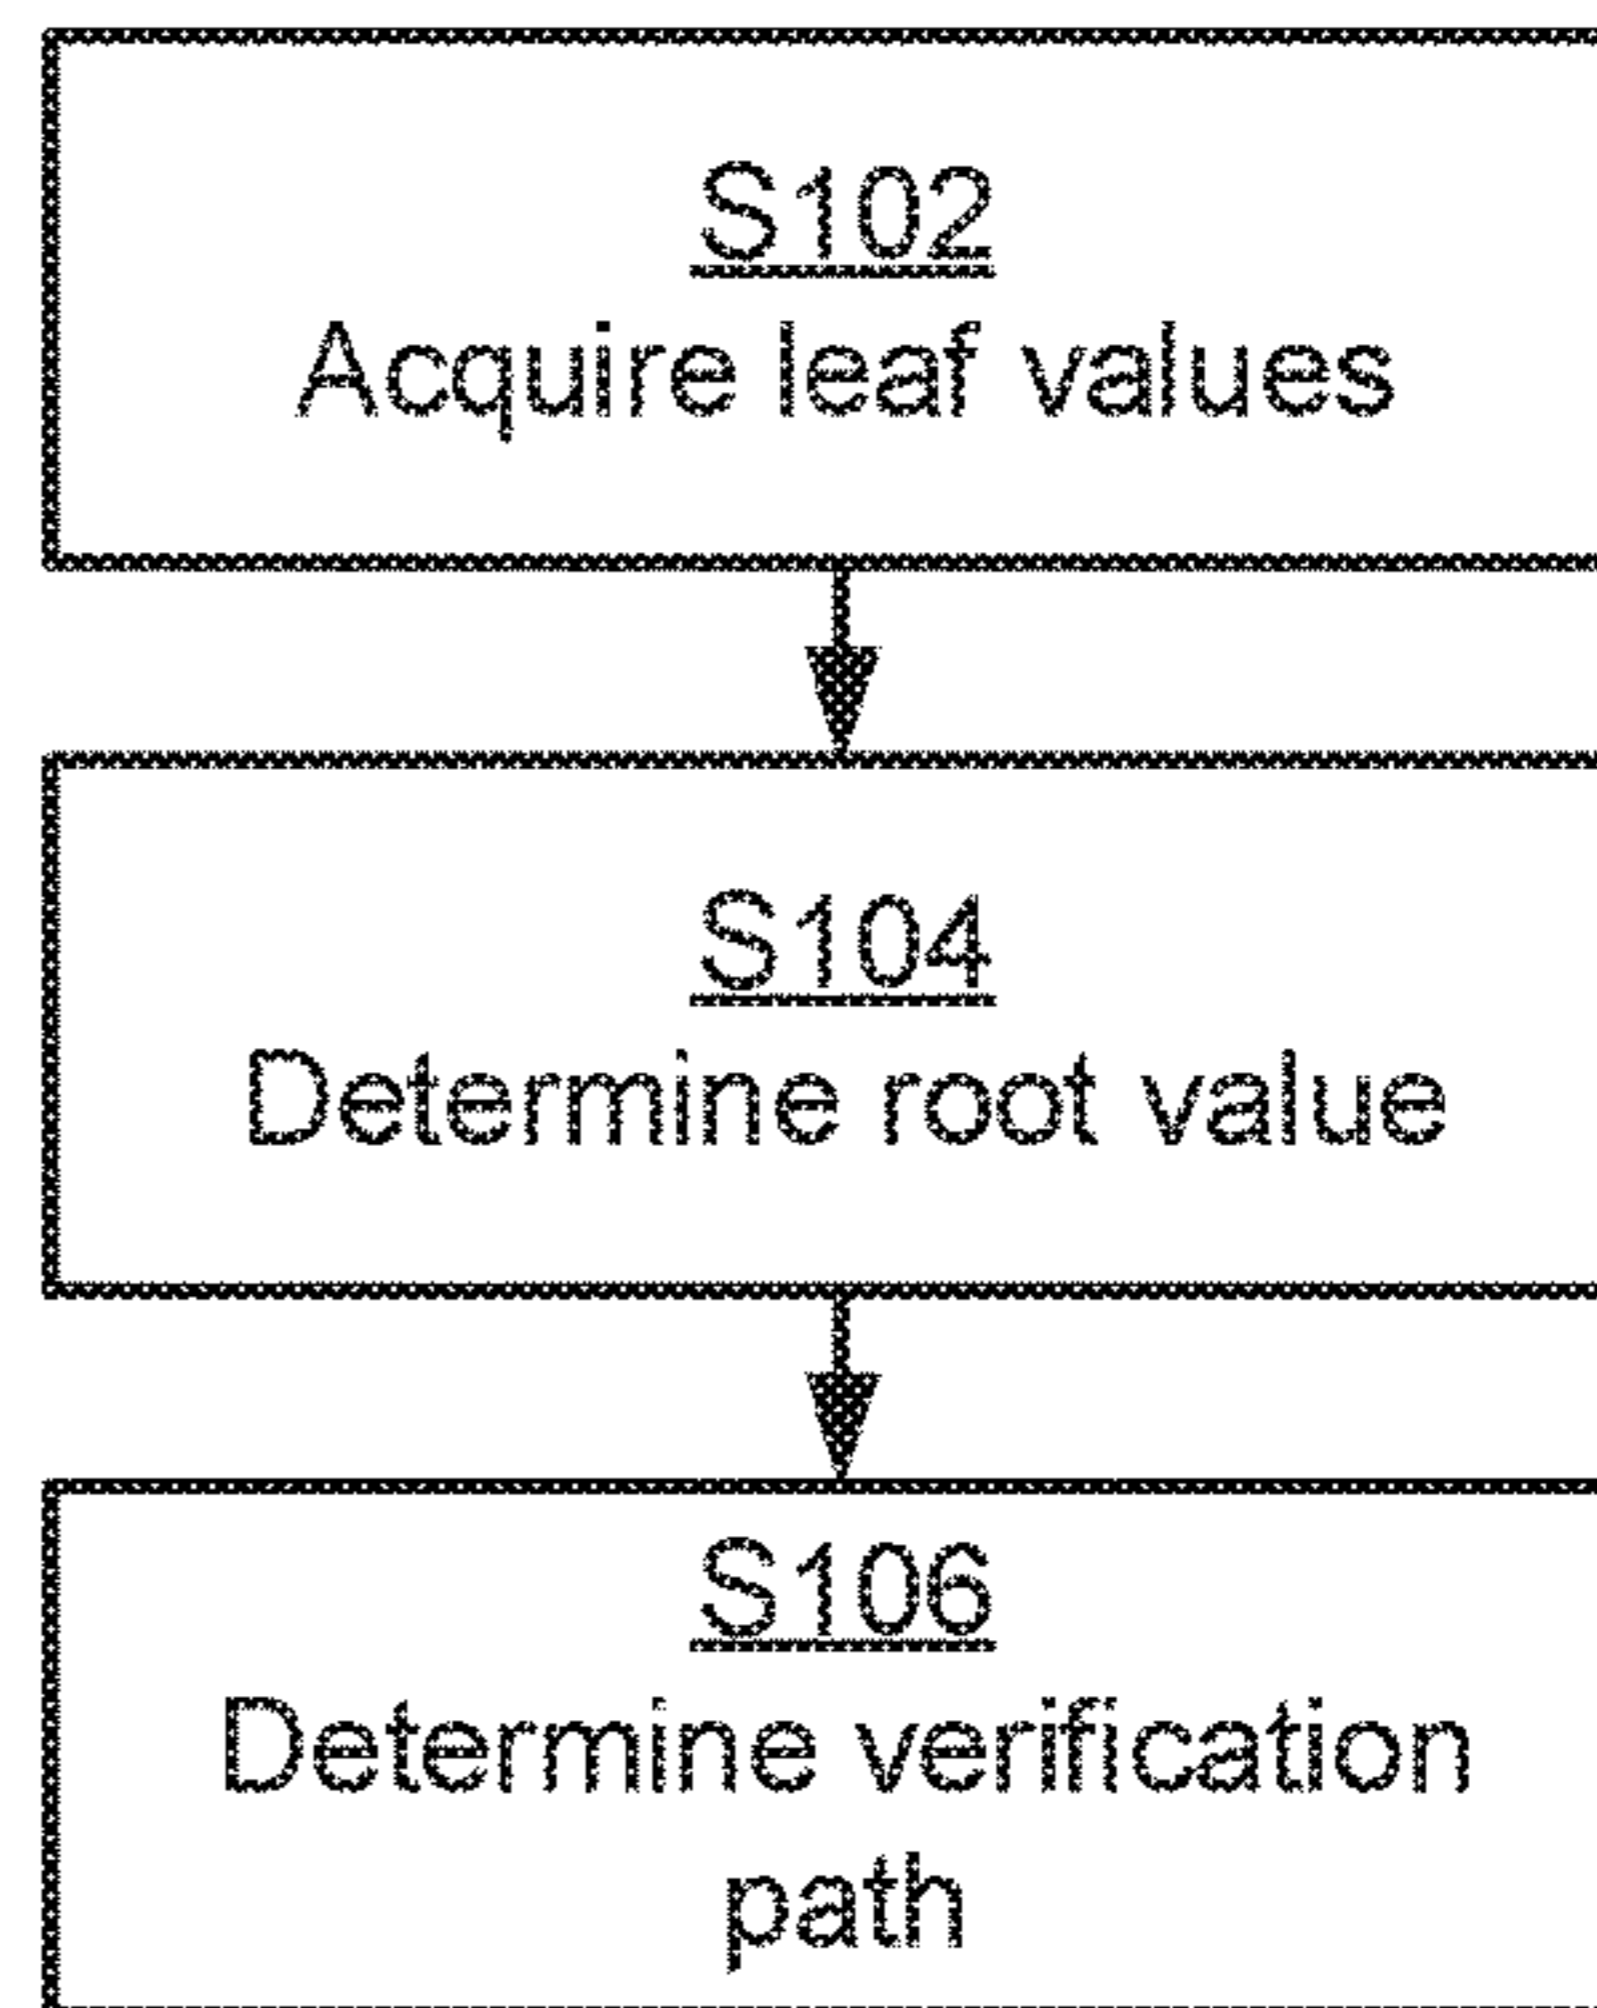 S102
Acquire leaf values
S104
Determine root value
S106
Determine verification
path